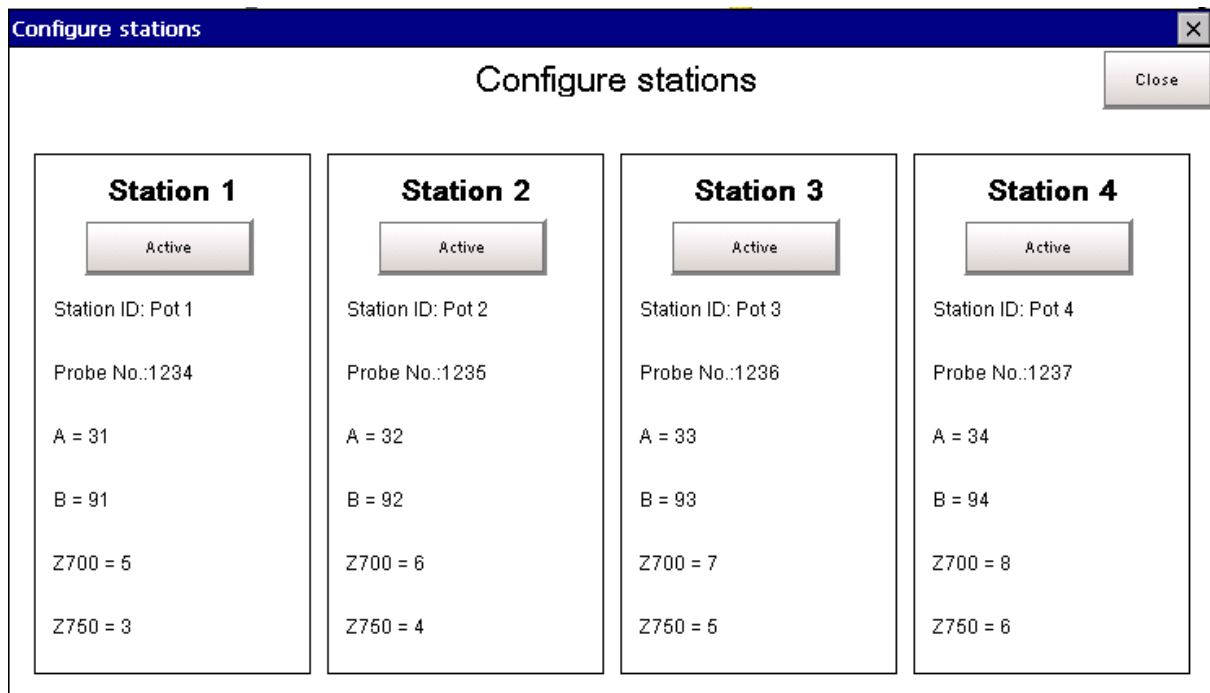 Configure stations
Configure stations
Close
Station 1
Active
Station ID: Pot 1
Probe No.:1234
A = 31
B = 91
Z700 = 5
Z750 = 3
Station 2
Active
Station ID: Pot 2
Probe No.:1235
A = 32
B = 92
Z700 = 6
Z750 = 4
Station 3
Active
Station ID: Pot 3
Probe No.:1236
A = 33
B = 93
Z700 = 7
Z750 = 5
Station 4
Active
Station ID: Pot 4
Probe No.:1237
A = 34
B = 94
Z700 = 8
Z750 = 6